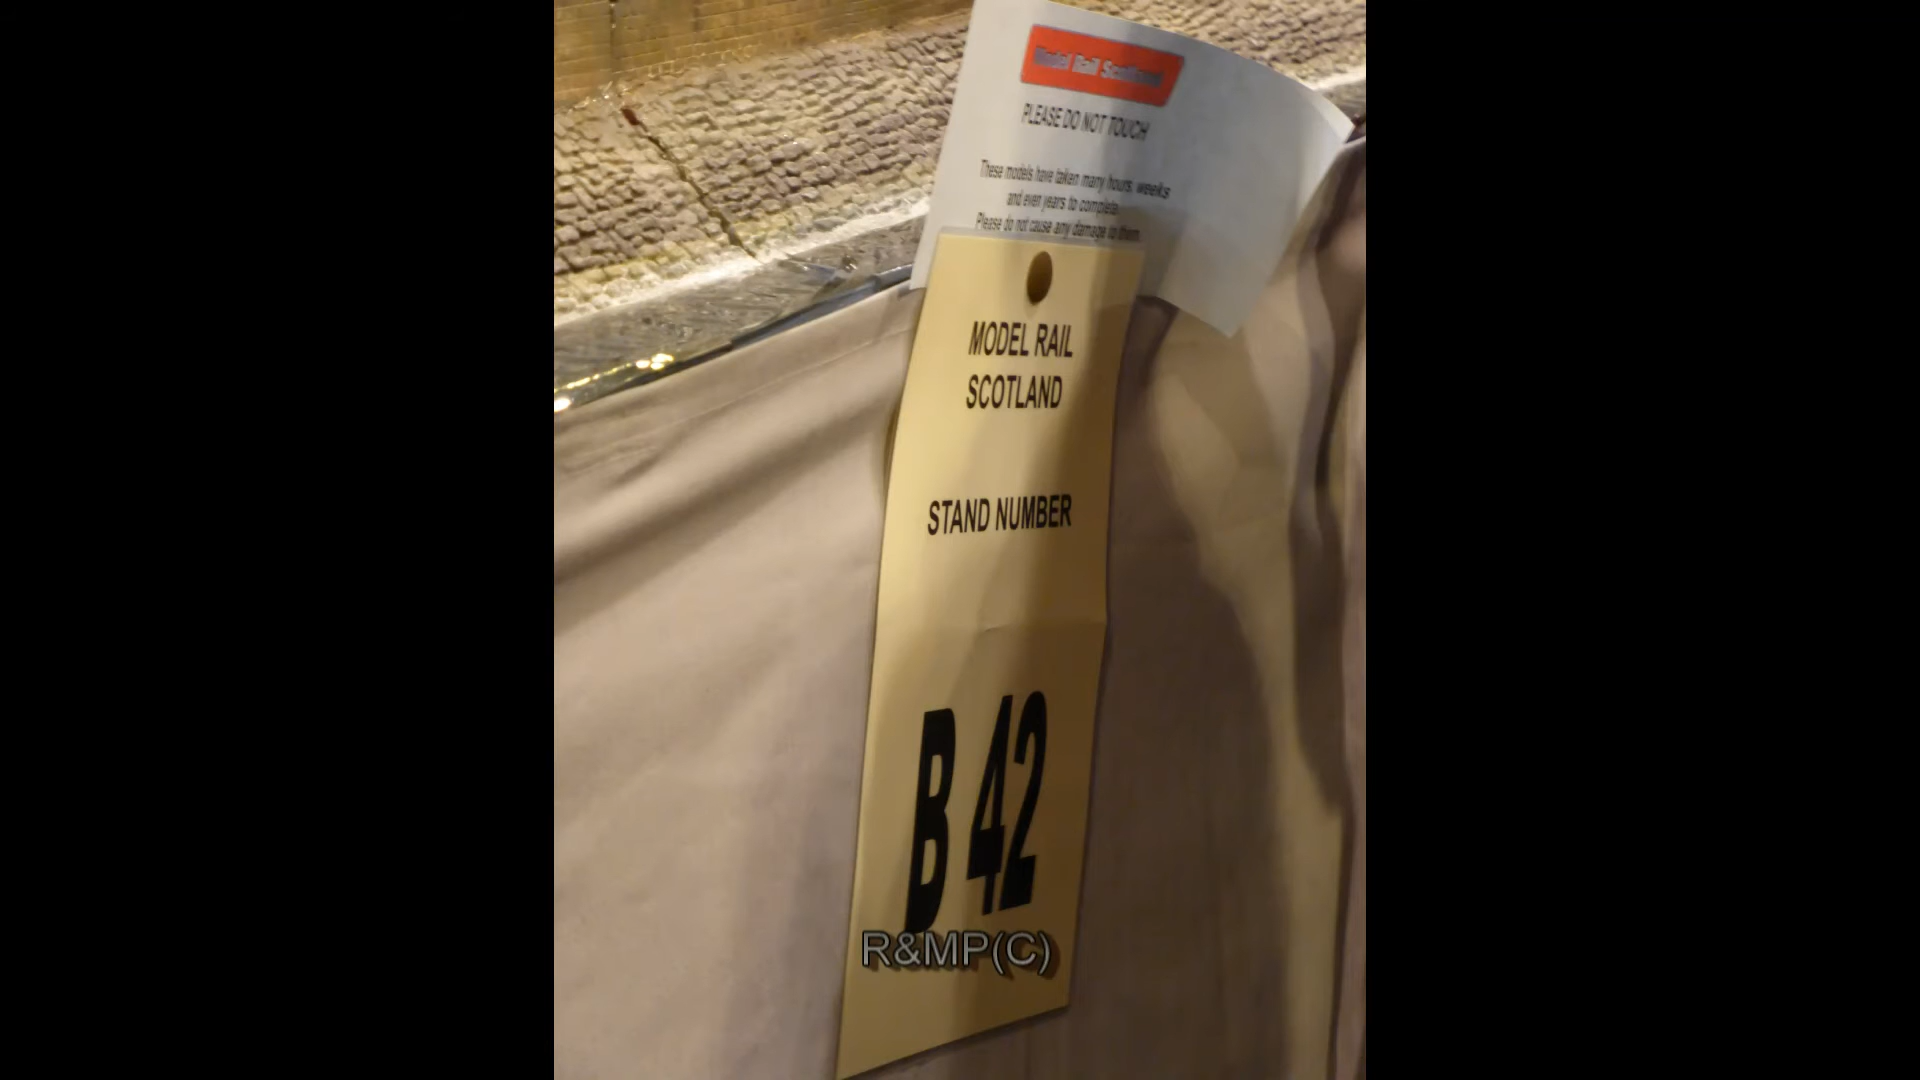 Model Rail Scotland
PLEASE DO NOT TOUCH
These models have taken many hours, weeks
and even years to complete.
Please do not cause any damage to them.
MODEL RAIL
SCOTLAND
STAND NUMBER
B 42
R&MP(C)